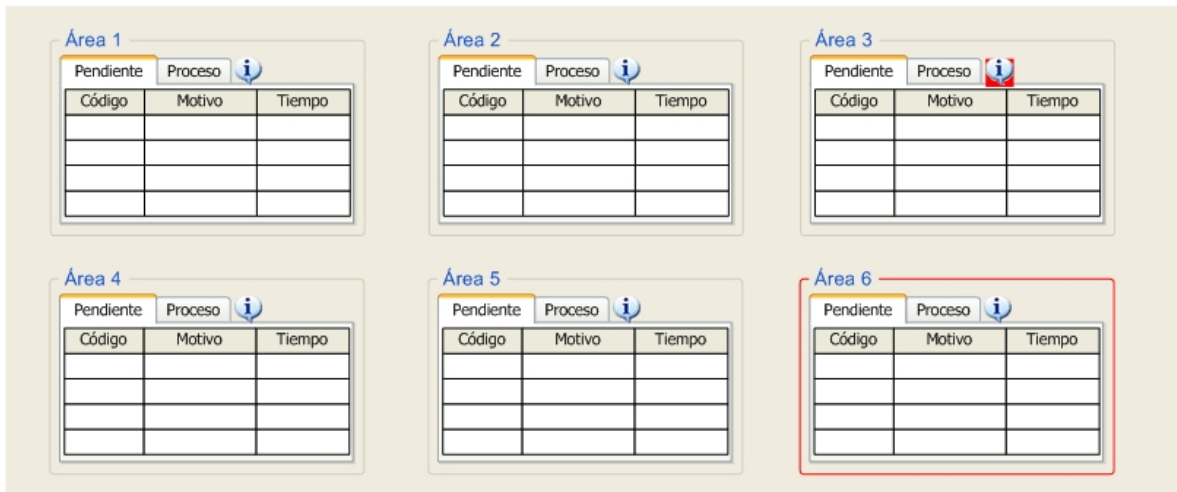 Área 1 Área 2 Área 3
Pendiente Proceso i Pendiente Proceso i Pendiente Proceso i
Código Motivo Tiempo Código Motivo Tiempo Código Motivo Tiempo
Área 4 Área 5 Área 6
Pendiente Proceso i Pendiente Proceso i Pendiente Proceso i
Código Motivo Tiempo Código Motivo Tiempo Código Motivo Tiempo